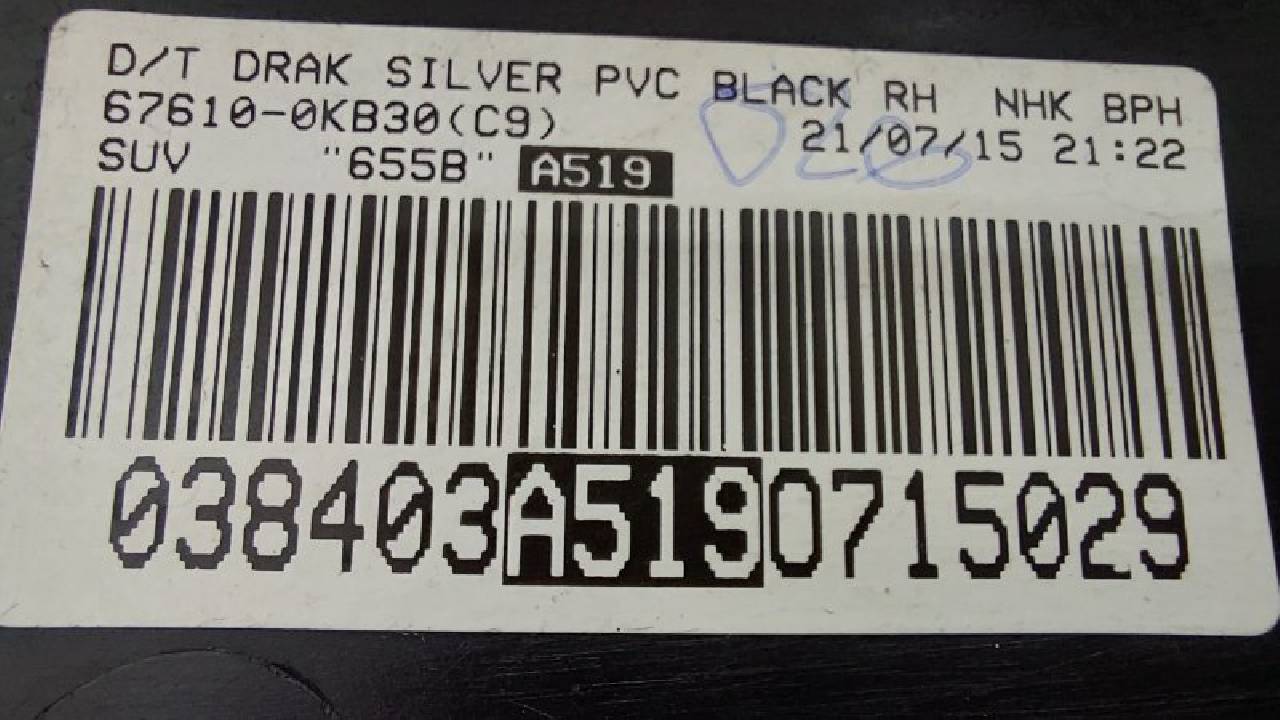 D/T DRAK SILVER PVC BLACK RH NHK BPH
67610-0KB30(C9) 21/07/15 21:22
SUV "655B" A519
038403A5190715029